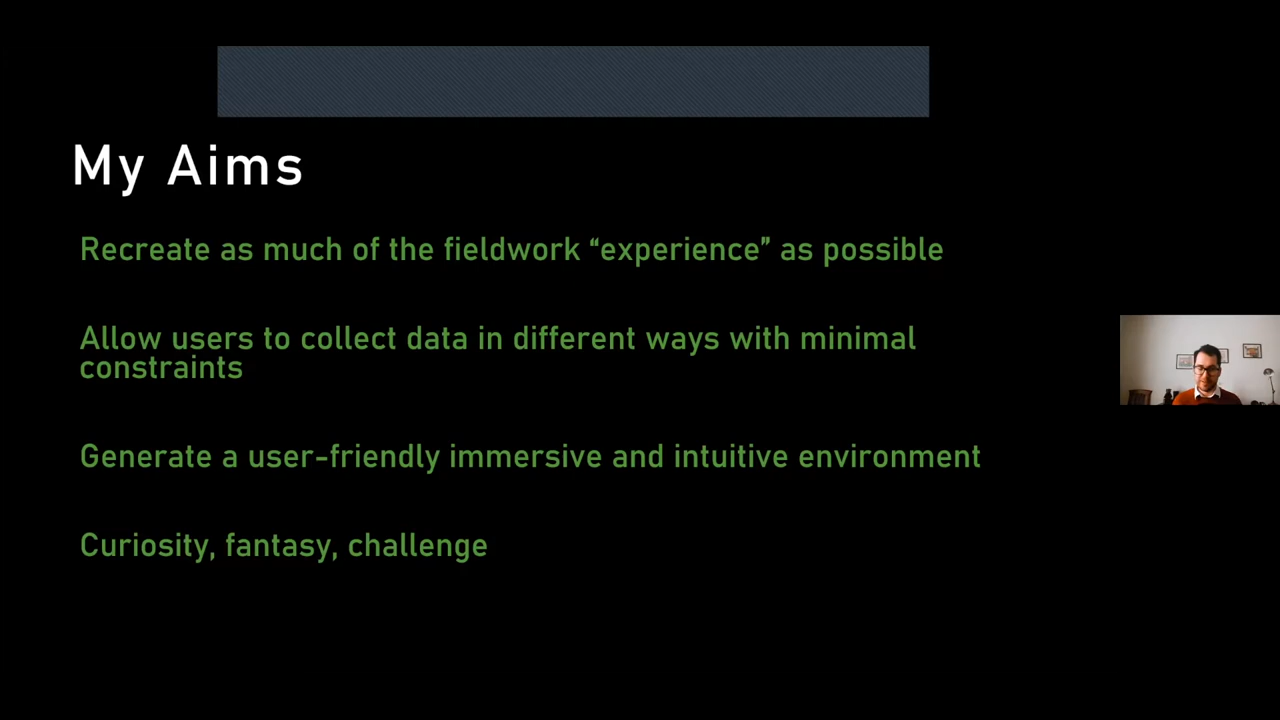 My Aims
Recreate as much of the fieldwork “experience” as possible
Allow users to collect data in different ways with minimal
constraints
Generate a user-friendly immersive and intuitive environment
Curiosity, fantasy, challenge